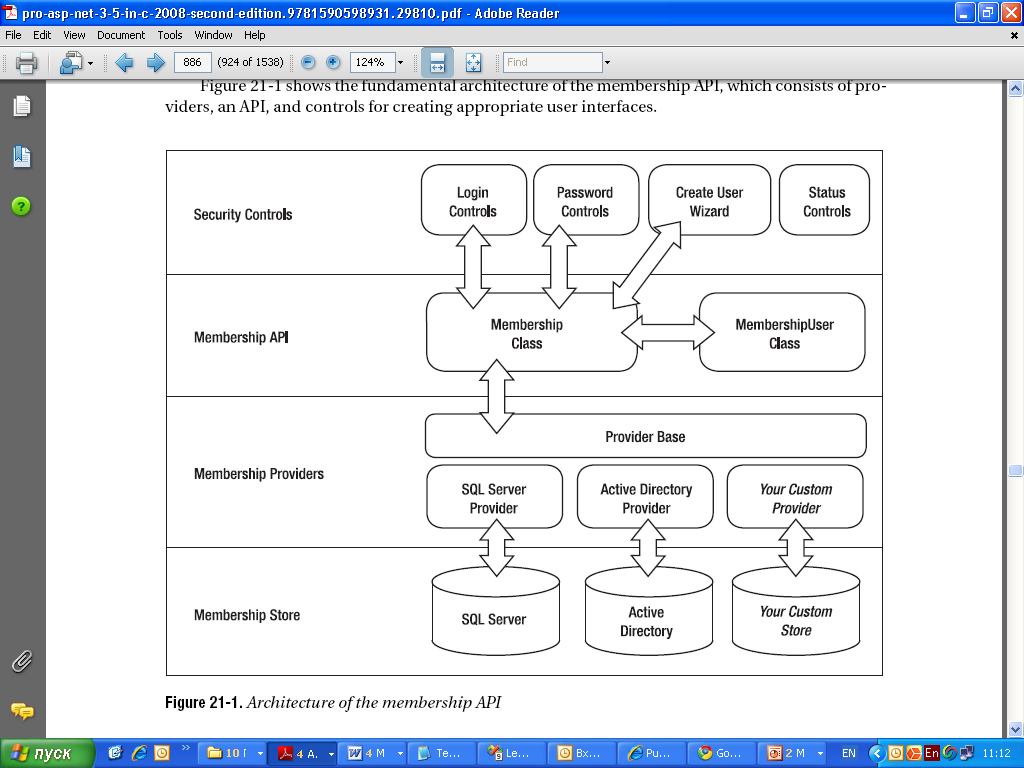 pro-asp-net-3-5-in-c-2008-second-edition.9781590598931.29810.pdf - Adobe Reader
File Edit View Document Tools Window Help
886 (924 of 1538) 124% Find
Figure 21-1 shows the fundamental architecture of the membership API, which consists of pro-
viders, an API, and controls for creating appropriate user interfaces.
Security Controls
Login
Controls
Password
Controls
Create User
Wizard
Status
Controls
Membership API
Membership
Class
MembershipUser
Class
Membership Providers
Provider Base
SQL Server
Provider
Active Directory
Provider
Your Custom
Provider
Membership Store
SQL Server
Active
Directory
Your Custom
Store
Figure 21-1. Architecture of the membership API
пуск
10 Г
4 A.
4 M
Te...
Le...
Вх...
Pu...
Go...
2 M
EN
En
11:12